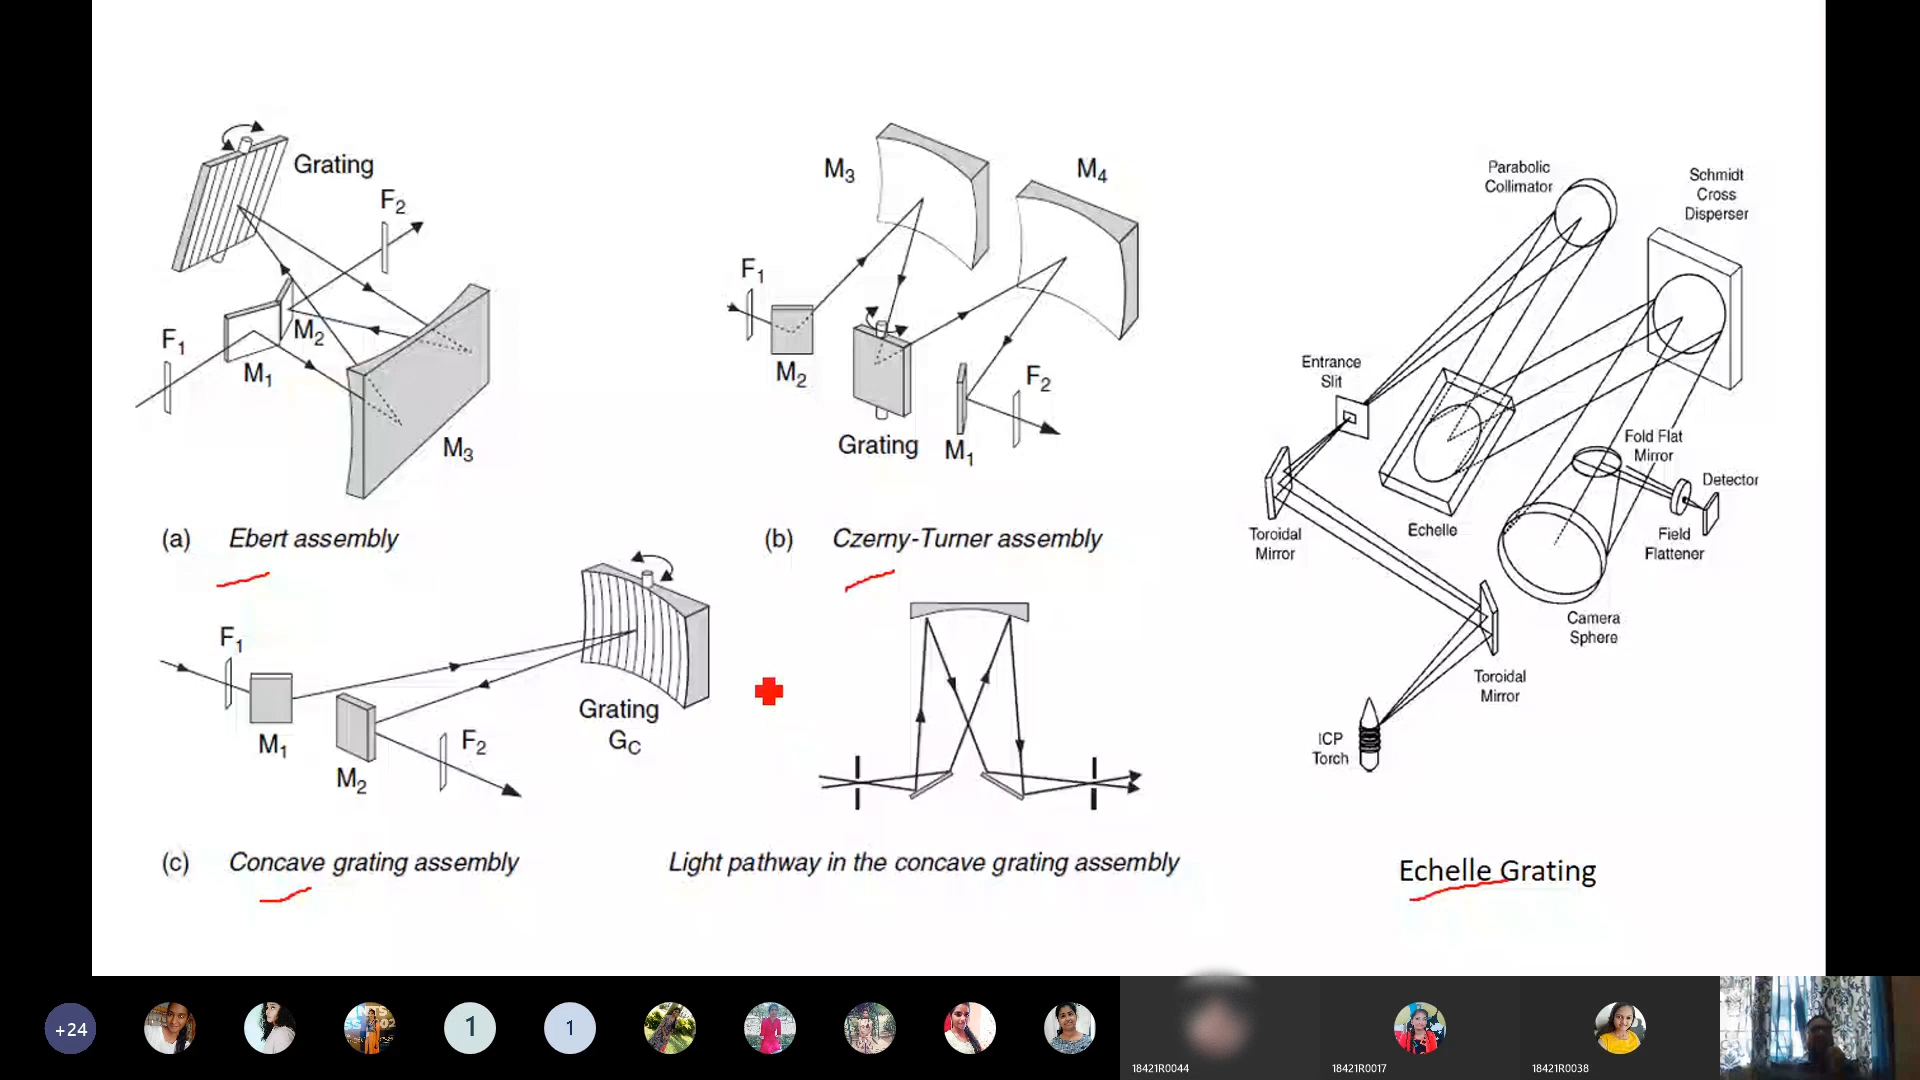 Grating
F2
F1
M2
M1
M3
(a) Ebert assembly
M3
M4
F1
M2
Grating
M1
F2
(b) Czerny-Turner assembly
F1
M1
M2
F2
Grating
GC
(c) Concave grating assembly
Light pathway in the concave grating assembly
Parabolic
Collimator
Schmidt
Cross
Disperser
Entrance
Slit
Fold Flat
Mirror
Detector
Toroidal
Mirror
Echelle
Field
Flattener
Camera
Sphere
Toroidal
Mirror
ICP
Torch
Echelle Grating
+24
1
1
18421R0044
18421R0017
18421R0038